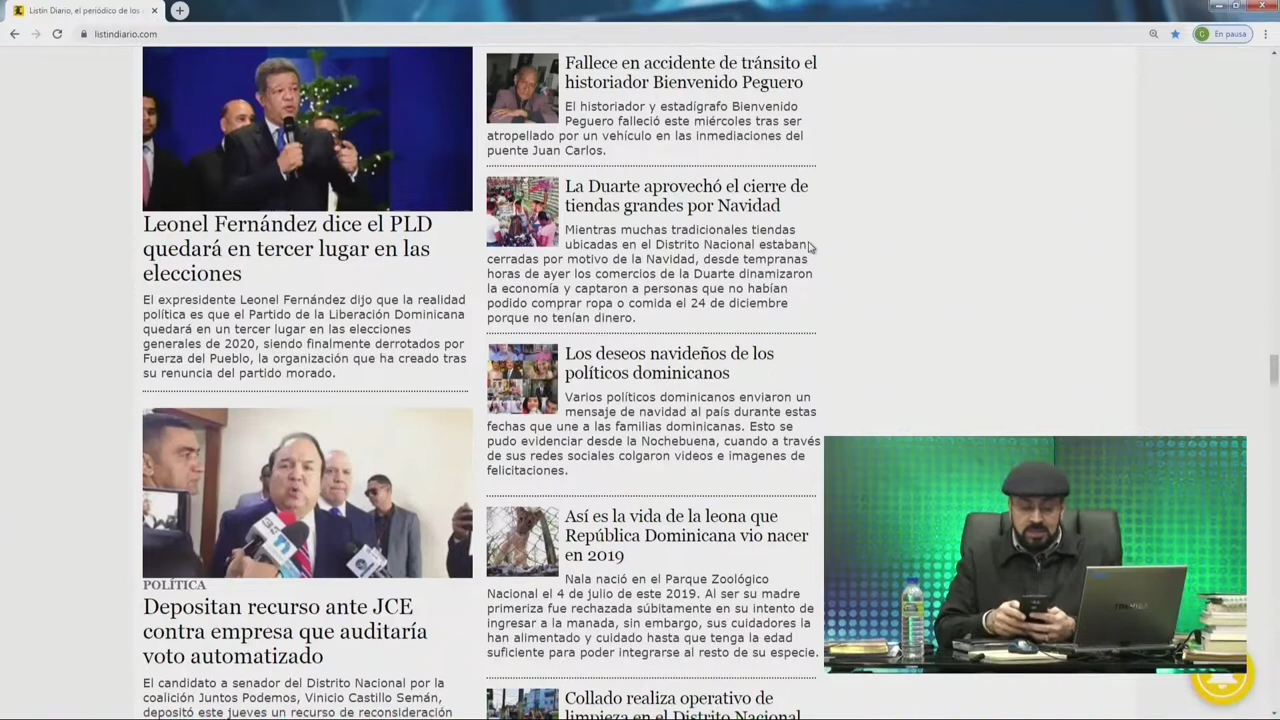 Listín Diario, el periódico de los
listindiario.com
En pausa
Leonel Fernández dice el PLD
quedará en tercer lugar en las
elecciones
El expresidente Leonel Fernández dijo que la realidad
política es que el Partido de la Liberación Dominicana
quedará en un tercer lugar en las elecciones
generales de 2020, siendo finalmente derrotados por
Fuerza del Pueblo, la organización que ha creado tras
su renuncia del partido morado.
POLÍTICA
Depositan recurso ante JCE
contra empresa que auditaría
voto automatizado
El candidato a senador del Distrito Nacional por la
coalición Juntos Podemos, Vinicio Castillo Semán,
depositó este jueves un recurso de reconsideración
Fallece en accidente de tránsito el
historiador Bienvenido Peguero
El historiador y estadígrafo Bienvenido
Peguero falleció este miércoles tras ser
atropellado por un vehículo en las inmediaciones del
puente Juan Carlos.
La Duarte aprovechó el cierre de
tiendas grandes por Navidad
Mientras muchas tradicionales tiendas
ubicadas en el Distrito Nacional estaban
cerradas por motivo de la Navidad, desde tempranas
horas de ayer los comercios de la Duarte dinamizaron
la economía y captaron a personas que no habían
podido comprar ropa o comida el 24 de diciembre
porque no tenían dinero.
Los deseos navideños de los
políticos dominicanos
Varios políticos dominicanos enviaron un
mensaje de navidad al país durante estas
fechas que une a las familias dominicanas. Esto se
pudo evidenciar desde la Nochebuena, cuando a través
de sus redes sociales colgaron videos e imagenes de
felicitaciones.
Así es la vida de la leona que
República Dominicana vio nacer
en 2019
Nala nació en el Parque Zoológico
Nacional el 4 de julio de este 2019. Al ser su madre
primeriza fue rechazada súbitamente en su intento de
ingresar a la manada, sin embargo, sus cuidadores la
han alimentado y cuidado hasta que tenga la edad
suficiente para poder integrarse al resto de su especie.
Collado realiza operativo de
limpieza en el Distrito Nacional
TOSHIBA